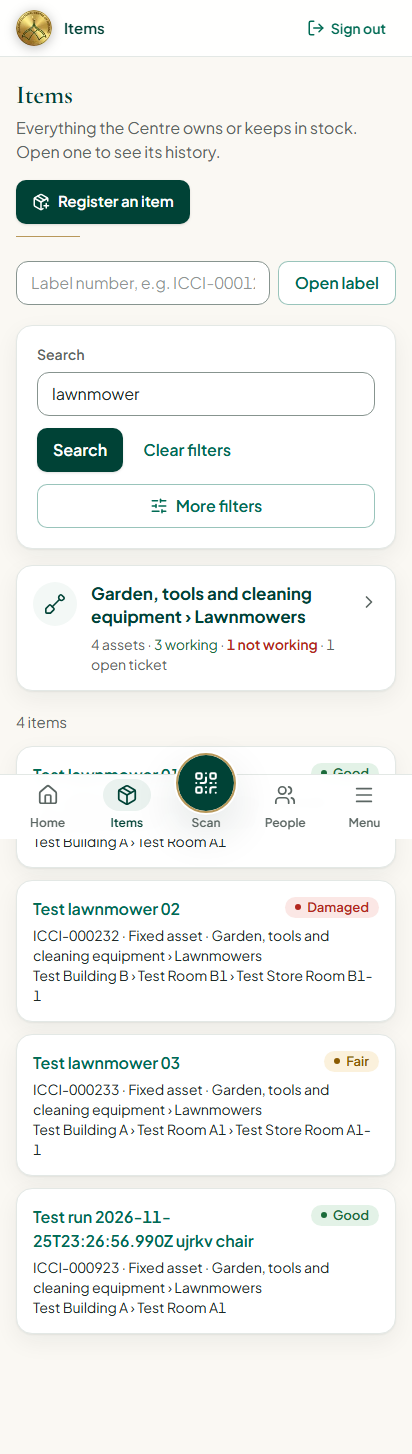 Items
Sign out
Items
Everything the Centre owns or keeps in stock.
Open one to see its history.
Register an item
Label number, e.g. ICCI-00012
Open label
Search
lawnmower
Search
Clear filters
More filters
Garden, tools and cleaning
equipment › Lawnmowers
4 assets · 3 working · 1 not working · 1
open ticket
4 items
Test lawnmower 01
Good
Home
Items
Scan
People
Menu
Test Building A › Test Room A1
Test lawnmower 02
Damaged
ICCI-000232 · Fixed asset · Garden, tools and
cleaning equipment › Lawnmowers
Test Building B › Test Room B1 › Test Store Room B1-
1
Test lawnmower 03
Fair
ICCI-000233 · Fixed asset · Garden, tools and
cleaning equipment › Lawnmowers
Test Building A › Test Room A1 › Test Store Room A1-
1
Test run 2026-11-
25T23:26:56.990Z ujrkv chair
Good
ICCI-000923 · Fixed asset · Garden, tools and
cleaning equipment › Lawnmowers
Test Building A › Test Room A1